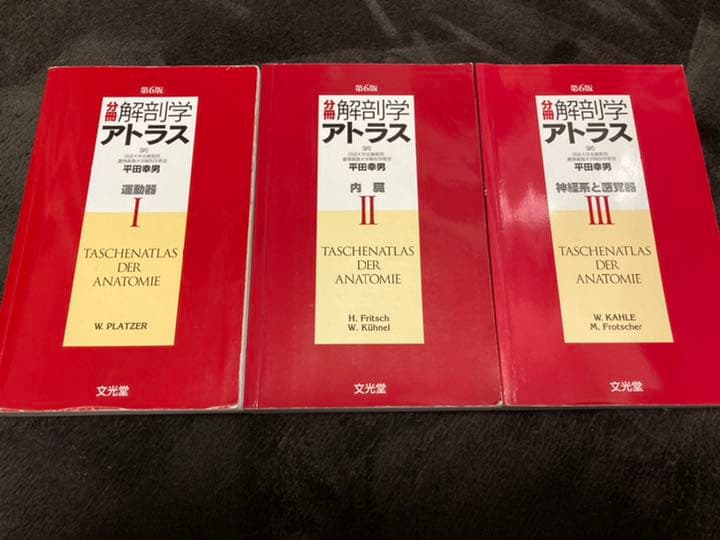 第6版
分冊 解剖学
アトラス
[訳]
平田幸男
運動器
I
TASCHENATLAS
DER
ANATOMIE
W. PLATZER
文光堂
第6版
分冊 解剖学
アトラス
[訳]
平田幸男
内臓
II
TASCHENATLAS
DER
ANATOMIE
H. Fritsch
W. Kühnel
文光堂
第6版
分冊 解剖学
アトラス
[訳]
平田幸男
神経系と感覚器
III
TASCHENATLAS
DER
ANATOMIE
W. KAHLE
M. Frotscher
文光堂